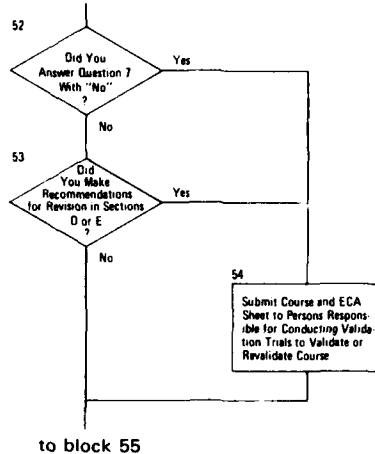 52
Did You
Answer Question 7
With "No"
?
Yes
No
53
Did
You Make
Recommendations
for Revision in Sections
D or E
?
Yes
No
54
Submit Course and ECA
Sheet to Persons Respons-
ible for Conducting Valida-
tion Trials to Validate or
Revalidate Course
to block 55